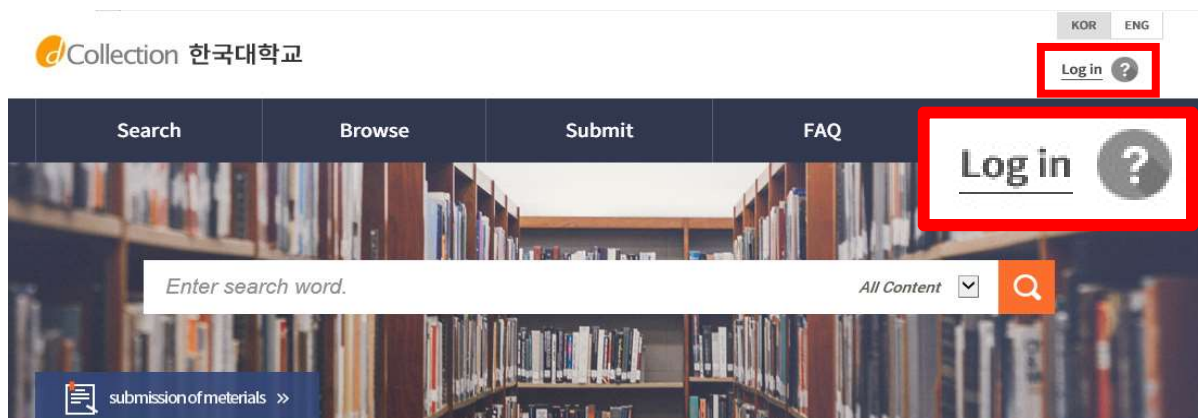 KOR ENG
dCollection 한국대학교
Log in ?
Search Browse Submit FAQ
Log in ?
Enter search word. All Content
submission of meterials »